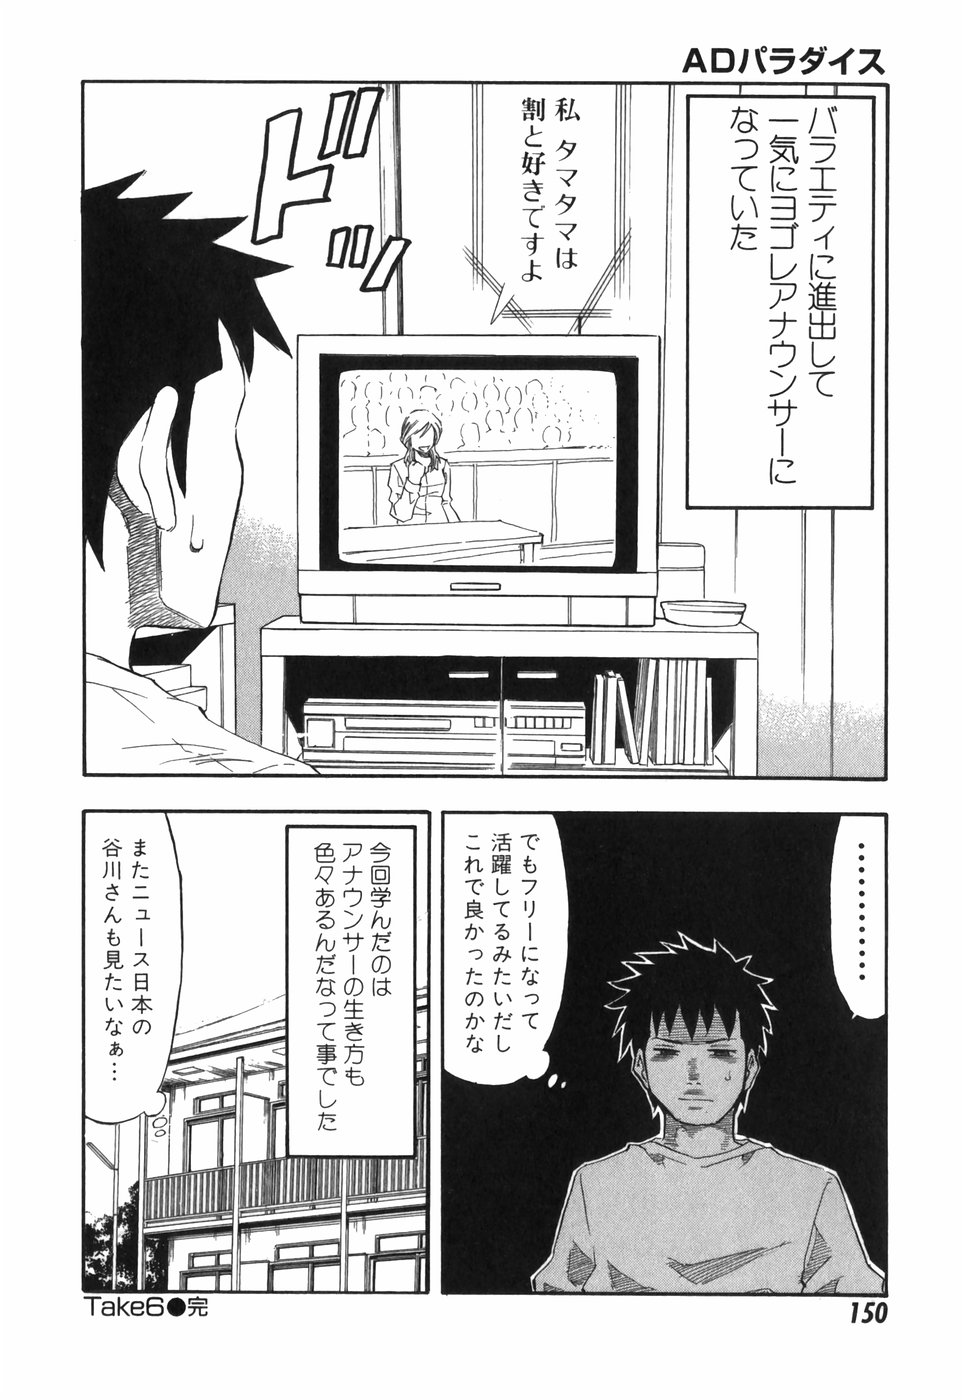 ADパラダイス
バラエティに進出して
一気にヨゴレアナウンサーに
なっていた
私 タマタマは
割と好きですよ
ドドッ
………………
でもフリーになって
活躍してるみたいだし
これで良かったのかな
今回学んだのは
アナウンサーの生き方も
色々あるんだなって事でした
またニュース日本の
谷川さんも見たいなぁ…
Take6●完
150